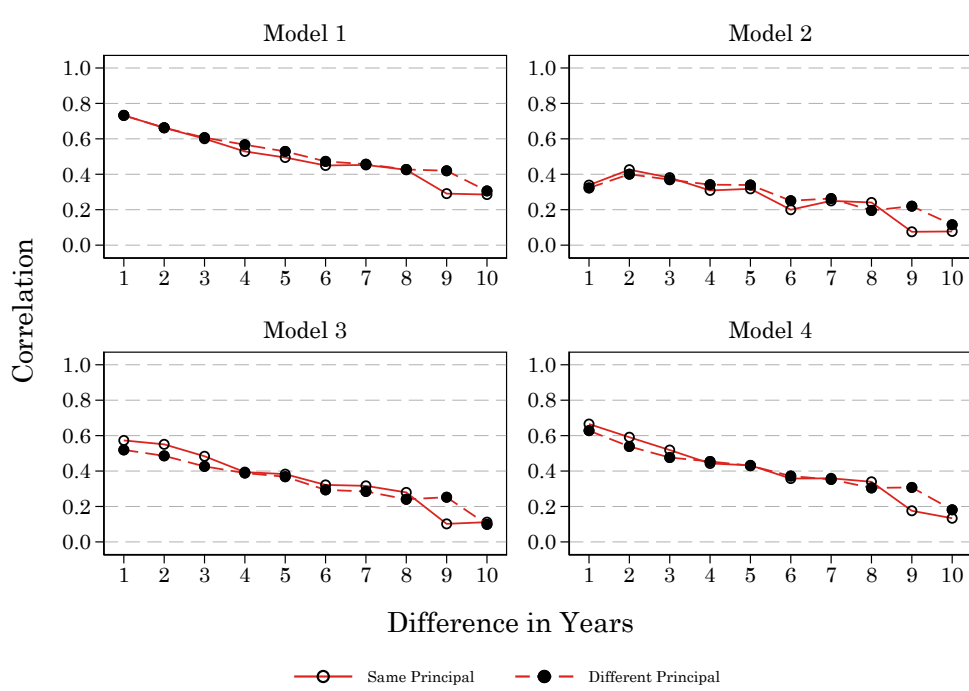 Model 1
Model 2
1.0
0.8
0.6
0.4
0.2
0.0
1 2 3 4 5 6 7 8 9 10
1.0
0.8
0.6
0.4
0.2
0.0
1 2 3 4 5 6 7 8 9 10
Correlation
Model 3
Model 4
1.0
0.8
0.6
0.4
0.2
0.0
1 2 3 4 5 6 7 8 9 10
1.0
0.8
0.6
0.4
0.2
0.0
1 2 3 4 5 6 7 8 9 10
Difference in Years
Same Principal
Different Principal